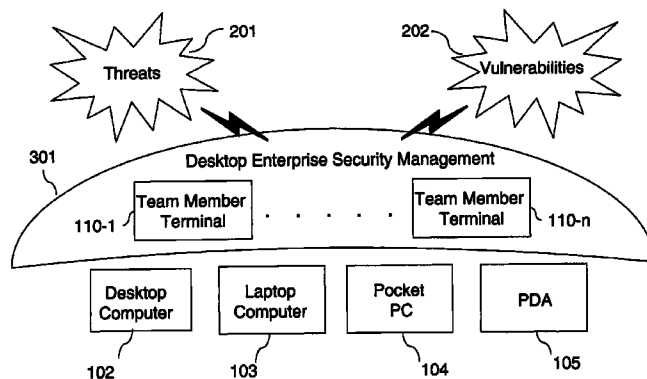 201
202
Threats
Vulnerabilities
Desktop Enterprise Security Management
301
Team Member
Terminal
. . . . .
Team Member
Terminal
110-1
110-n
Desktop
Computer
Laptop
Computer
Pocket
PC
PDA
102
103
104
105